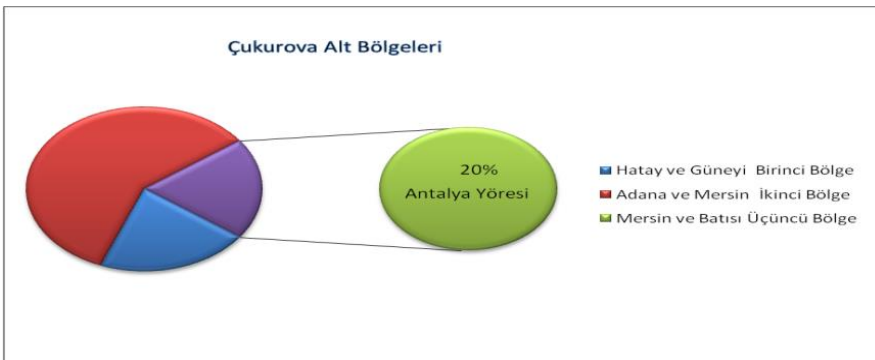 Çukurova Alt Bölgeleri
20%
Antalya Yöresi
Hatay ve Güneyi Birinci Bölge
Adana ve Mersin İkinci Bölge
Mersin ve Batısı Üçüncü Bölge